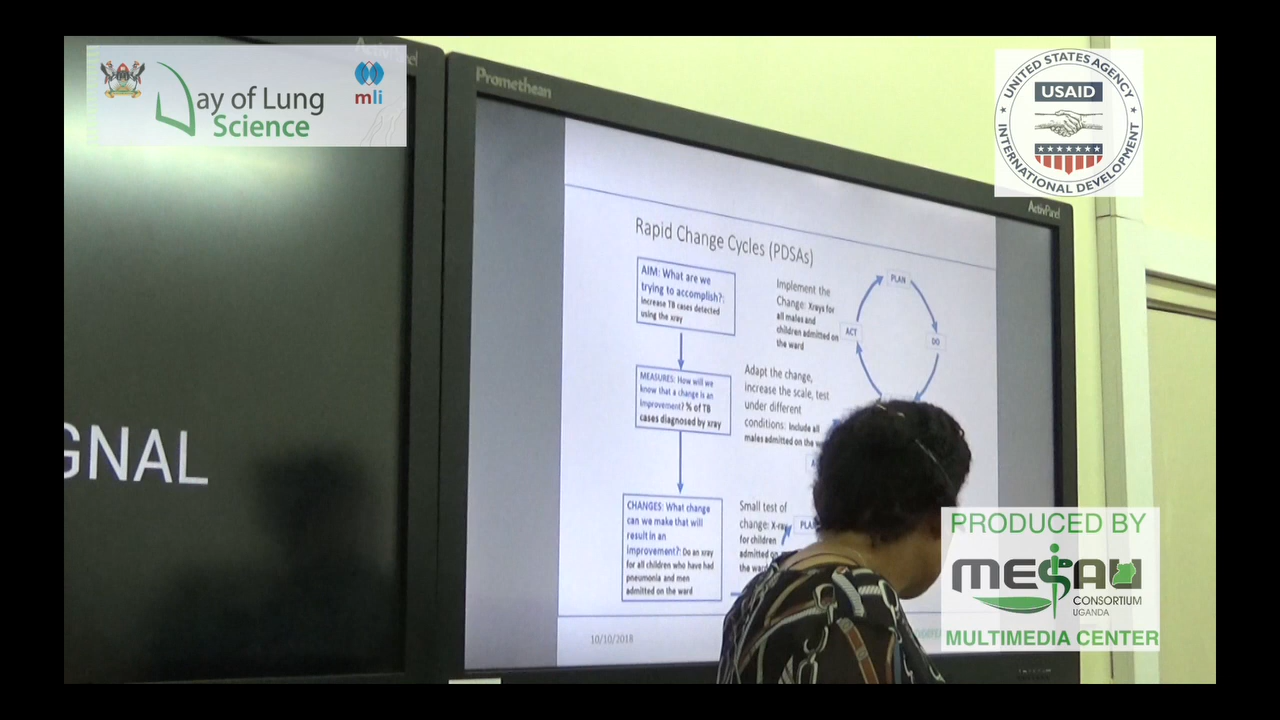 ActivPanel
Day of Lung
Science
mli
UNITED STATES AGENCY
USAID
INTERNATIONAL DEVELOPMENT
Promethean
ActivPanel
GNAL
Rapid Change Cycles (PDSAs)
AIM: What are we
trying to accomplish?:
increase TB cases detected
using the xray
MEASURES: How will we
know that a change is an
improvement? % of TB
cases diagnosed by xray
CHANGES: What change
can we make that will
result in an
improvement?: Do an xray
for all children who have had
pneumonia and men
admitted on the ward
Implement the
Change: Xrays for
all males and
children admitted on
the ward
PLAN
ACT
DO
Adapt the change,
increase the scale, test
under different
conditions: Include all
males admitted on the
Small test of
change: X-ray
for children
admitted on
the ward
PLAN
10/10/2018
PRODUCED BY
MESAU
CONSORTIUM
UGANDA
MULTIMEDIA CENTER